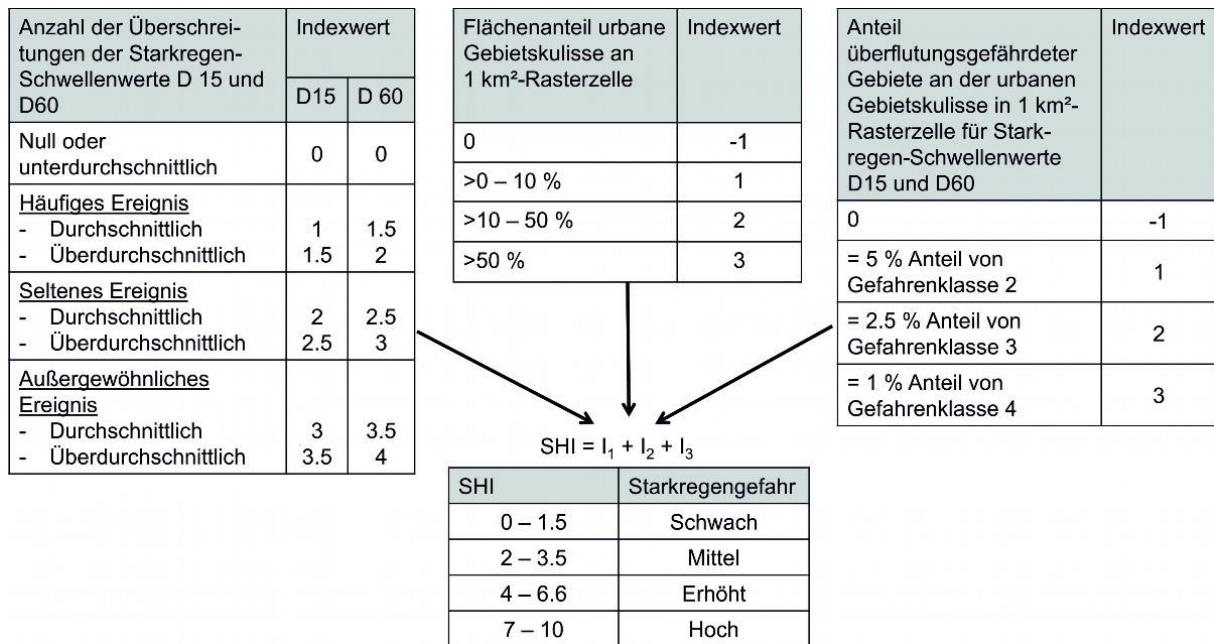 Anzahl der Überschrei-
tungen der Starkregen-
Schwellenwerte D 15 und
D60
Indexwert
D15 D 60
Null oder
unterdurchschnittlich 0 0
Häufiges Ereignis
- Durchschnittlich 1 1.5
- Überdurchschnittlich 1.5 2
Seltenes Ereignis
- Durchschnittlich 2 2.5
- Überdurchschnittlich 2.5 3
Außergewöhnliches
Ereignis
- Durchschnittlich 3 3.5
- Überdurchschnittlich 3.5 4
Flächenanteil urbane
Gebietskulisse an
1 km²-Rasterzelle
Indexwert
0 -1
>0 – 10 % 1
>10 – 50 % 2
>50 % 3
Anteil
überflutungsgefährdeter
Gebiete an der urbanen
Gebietskulisse in 1 km²-
Rasterzelle für Stark-
regen-Schwellenwerte
D15 und D60
Indexwert
0 -1
= 5 % Anteil von
Gefahrenklasse 2 1
= 2.5 % Anteil von
Gefahrenklasse 3 2
= 1 % Anteil von
Gefahrenklasse 4 3
SHI = I₁ + I₂ + I₃
SHI Starkregengefahr
0 – 1.5 Schwach
2 – 3.5 Mittel
4 – 6.6 Erhöht
7 – 10 Hoch